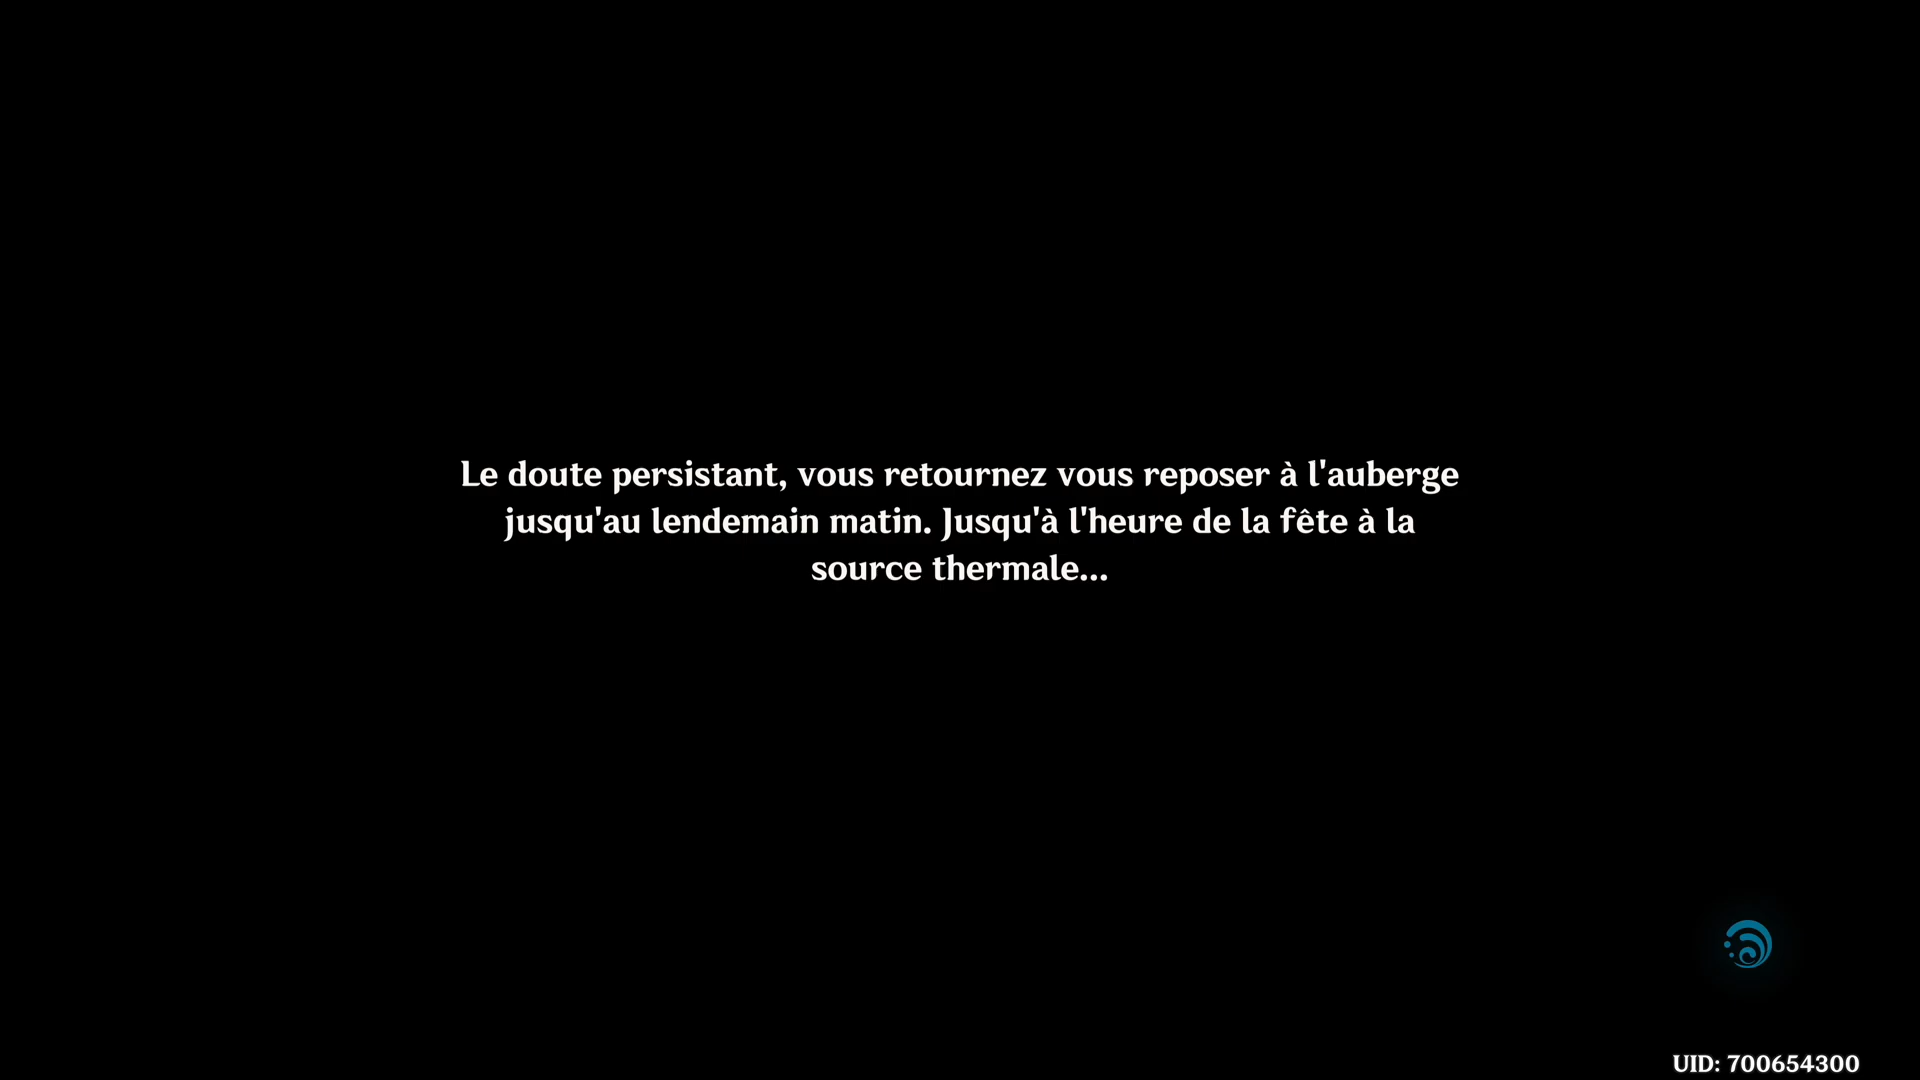 Le doute persistant, vous retournez vous reposer à l'auberge
jusqu'au lendemain matin. Jusqu'à l'heure de la fête à la
source thermale...
UID: 700654300